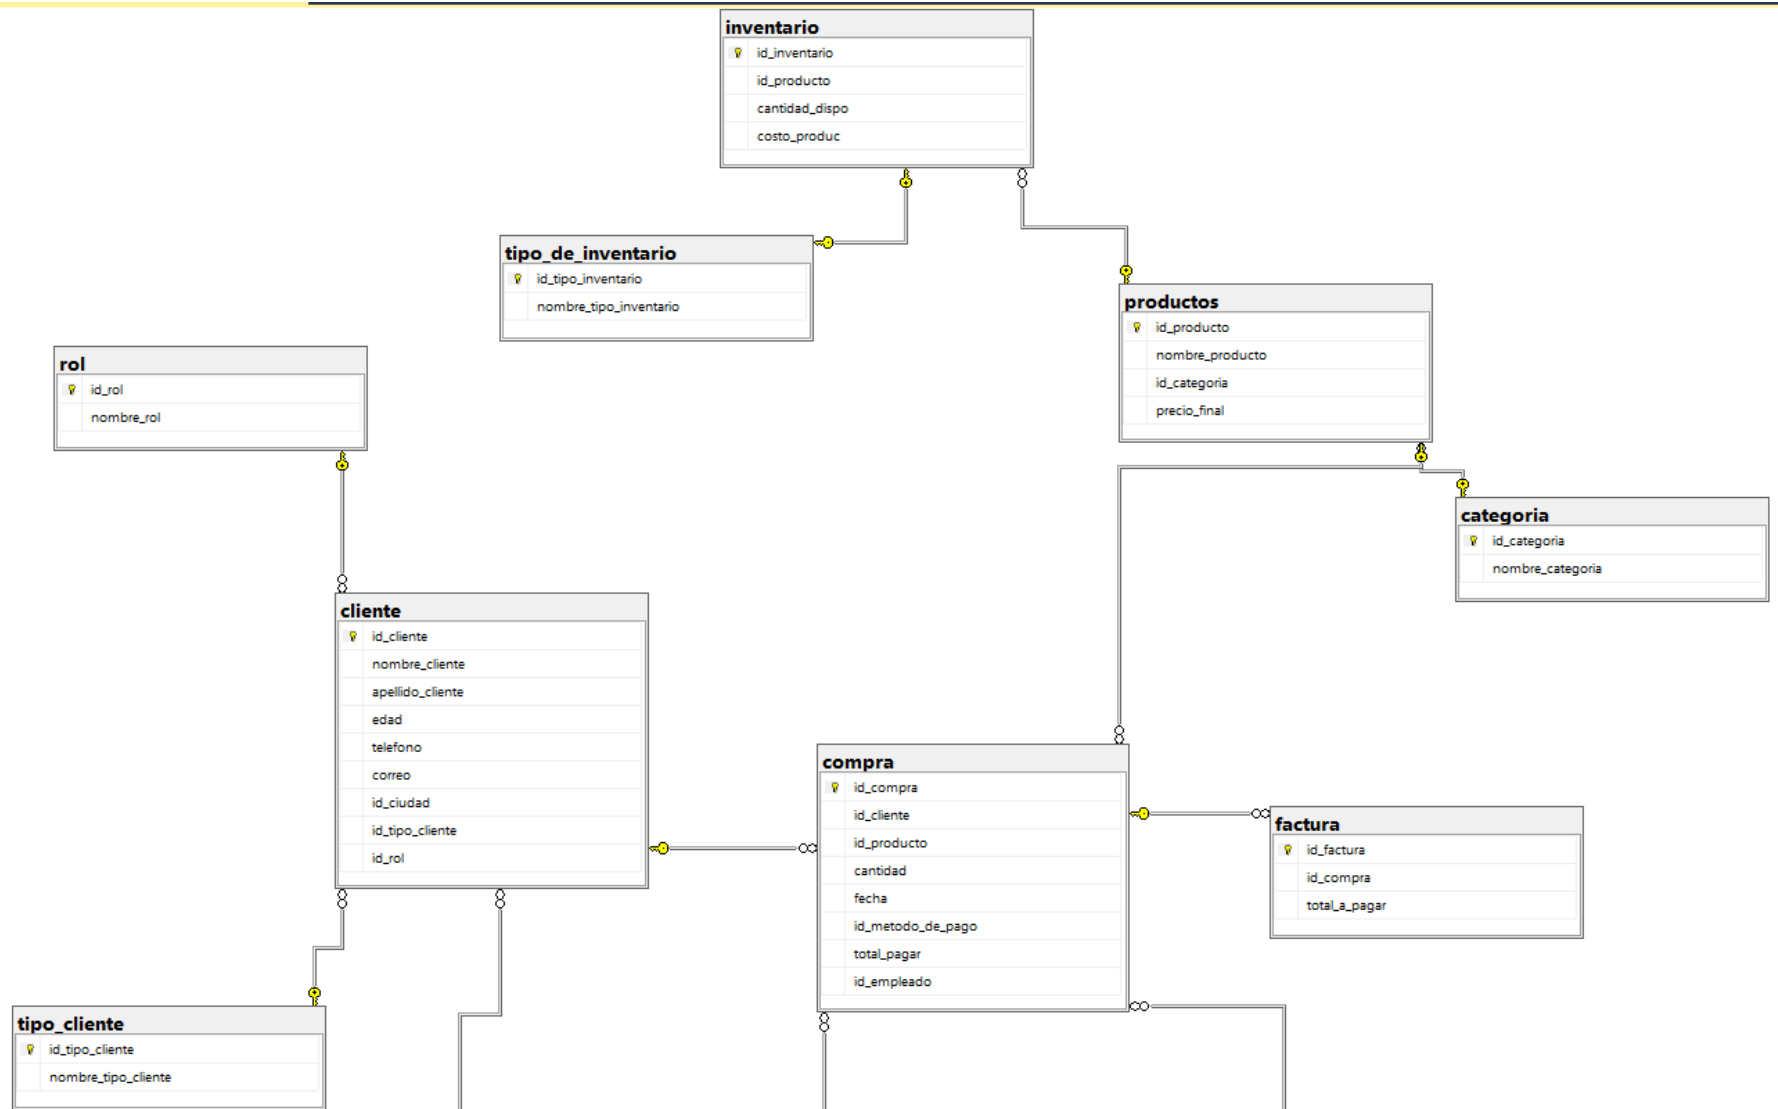 inventario
id_inventario
id_producto
cantidad_dispo
costo_produc
tipo_de_inventario
id_tipo_inventario
nombre_tipo_inventario
productos
id_producto
nombre_producto
id_categoria
precio_final
rol
id_rol
nombre_rol
categoria
id_categoria
nombre_categoria
cliente
id_cliente
nombre_cliente
apellido_cliente
edad
telefono
correo
id_ciudad
id_tipo_cliente
id_rol
compra
id_compra
id_cliente
id_producto
cantidad
fecha
id_metodo_de_pago
total_pagar
id_empleado
factura
id_factura
id_compra
total_a_pagar
tipo_cliente
id_tipo_cliente
nombre_tipo_cliente